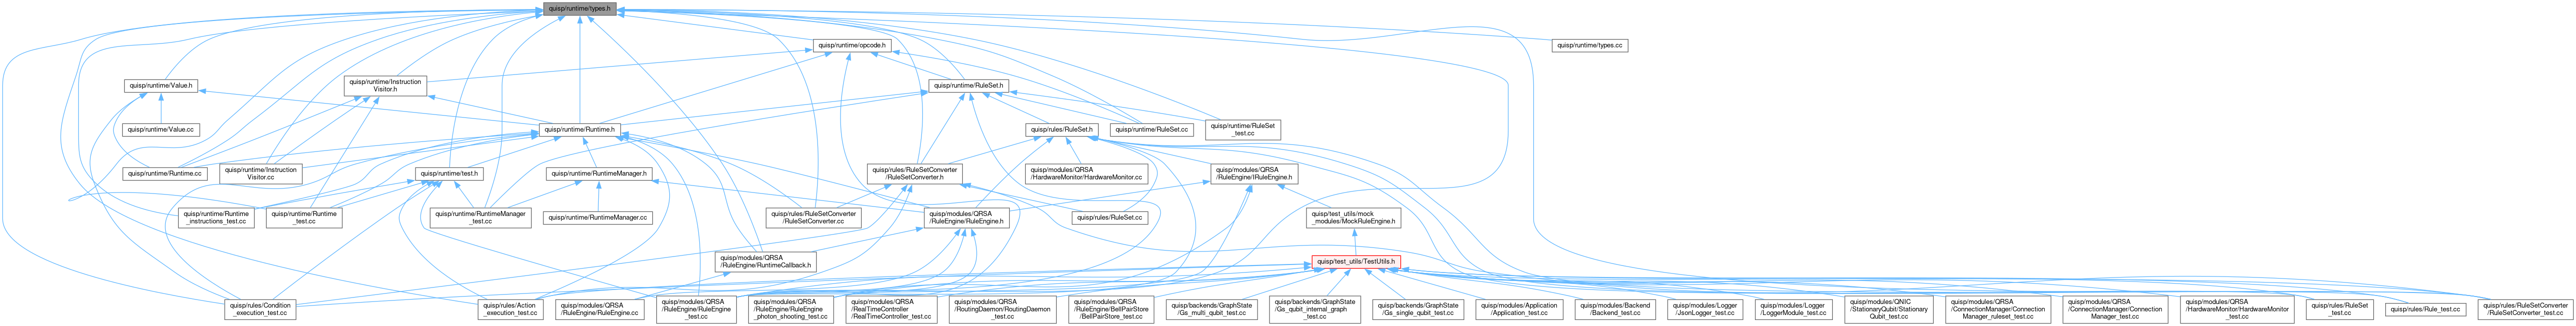 quisp/runtime/types.h
quisp/runtime/opcode.h
quisp/runtime/types.cc
quisp/runtime/Value.h
quisp/runtime/Instruction
Visitor.h
quisp/runtime/RuleSet.h
quisp/runtime/Value.cc
quisp/runtime/Runtime.h
quisp/rules/RuleSet.h
quisp/runtime/RuleSet.cc
quisp/runtime/RuleSet
_test.cc
quisp/runtime/Runtime.cc
quisp/runtime/Instruction
Visitor.cc
quisp/runtime/test.h
quisp/runtime/RuntimeManager.h
quisp/rules/RuleSetConverter
/RuleSetConverter.h
quisp/modules/QRSA
/HardwareMonitor/HardwareMonitor.cc
quisp/modules/QRSA
/RuleEngine/IRuleEngine.h
quisp/runtime/Runtime
_instructions_test.cc
quisp/runtime/Runtime
_test.cc
quisp/runtime/RuntimeManager
_test.cc
quisp/runtime/RuntimeManager.cc
quisp/rules/RuleSetConverter
/RuleSetConverter.cc
quisp/modules/QRSA
/RuleEngine/RuleEngine.h
quisp/rules/RuleSet.cc
quisp/test_utils/mock
_modules/MockRuleEngine.h
quisp/modules/QRSA
/RuleEngine/RuntimeCallback.h
quisp/test_utils/TestUtils.h
quisp/rules/Condition
_execution_test.cc
quisp/rules/Action
_execution_test.cc
quisp/modules/QRSA
/RuleEngine/RuleEngine.cc
quisp/modules/QRSA
/RuleEngine/RuleEngine
_test.cc
quisp/modules/QRSA
/RuleEngine/RuleEngine
_photon_shooting_test.cc
quisp/modules/QRSA
/RealTimeController
/RealTimeController_test.cc
quisp/modules/QRSA
/RoutingDaemon/RoutingDaemon
_test.cc
quisp/modules/QRSA
/RuleEngine/BellPairStore
/BellPairStore_test.cc
quisp/backends/GraphState
/Gs_multi_qubit_test.cc
quisp/backends/GraphState
/Gs_qubit_internal_graph
_test.cc
quisp/backends/GraphState
/Gs_single_qubit_test.cc
quisp/modules/Application
/Application_test.cc
quisp/modules/Backend
/Backend_test.cc
quisp/modules/Logger
/JsonLogger_test.cc
quisp/modules/Logger
/LoggerModule_test.cc
quisp/modules/QNIC
/StationaryQubit/Stationary
Qubit_test.cc
quisp/modules/QRSA
/ConnectionManager/Connection
Manager_ruleset_test.cc
quisp/modules/QRSA
/ConnectionManager/Connection
Manager_test.cc
quisp/modules/QRSA
/HardwareMonitor/HardwareMonitor
_test.cc
quisp/rules/RuleSet
_test.cc
quisp/rules/Rule_test.cc
quisp/rules/RuleSetConverter
/RuleSetConverter_test.cc